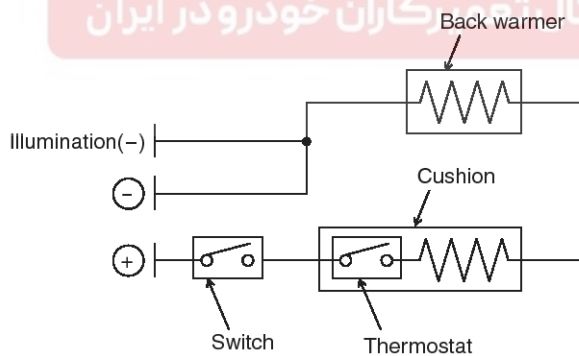 تعمیرکاران خودرو در ایران
Back warmer
Illumination(−)
−
Cushion
+
Switch
Thermostat